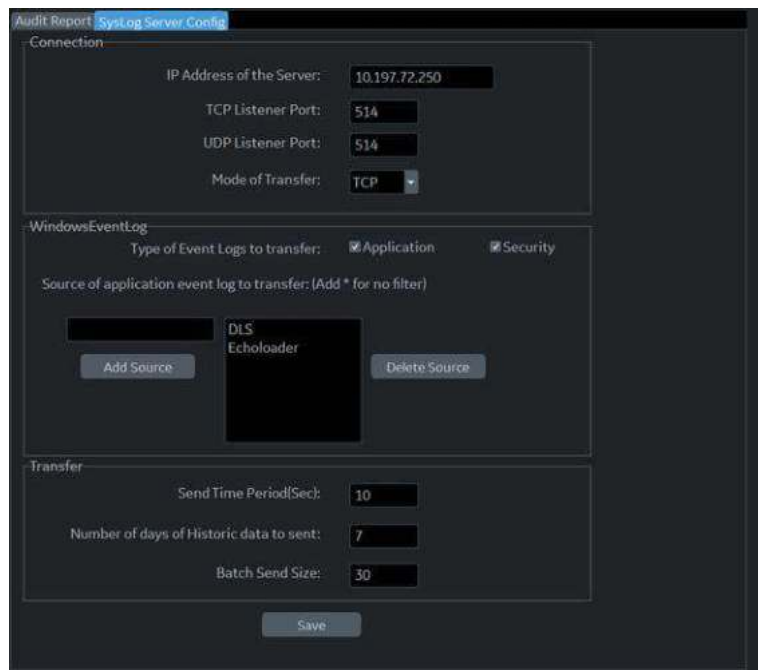 Audit Report SysLog Server Config
Connection
IP Address of the Server: 10.197.72.250
TCP Listener Port: 514
UDP Listener Port: 514
Mode of Transfer: TCP
WindowsEventLog
Type of Event Logs to transfer: Application Security
Source of application event log to transfer: (Add * for no filter)
DLS
Echoloader
Add Source Delete Source
Transfer
Send Time Period(Sec): 10
Number of days of Historic data to sent: 7
Batch Send Size: 30
Save